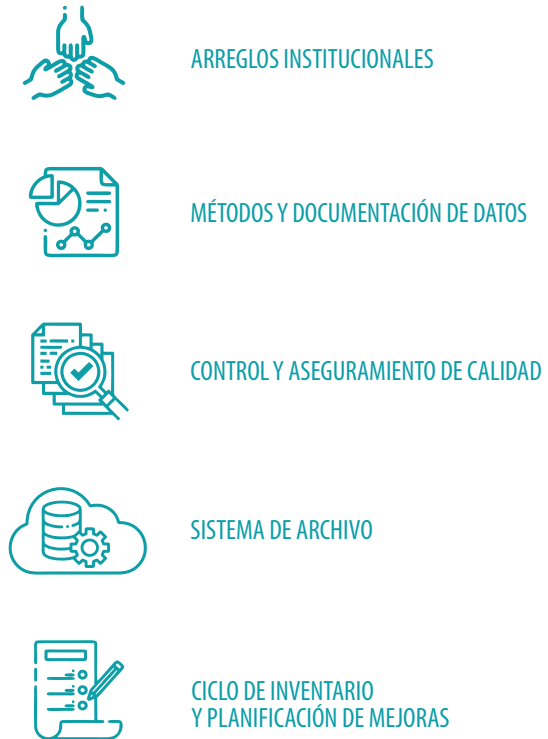 ARREGLOS INSTITUCIONALES
MÉTODOS Y DOCUMENTACIÓN DE DATOS
CONTROL Y ASEGURAMIENTO DE CALIDAD
SISTEMA DE ARCHIVO
CICLO DE INVENTARIO
Y PLANIFICACIÓN DE MEJORAS